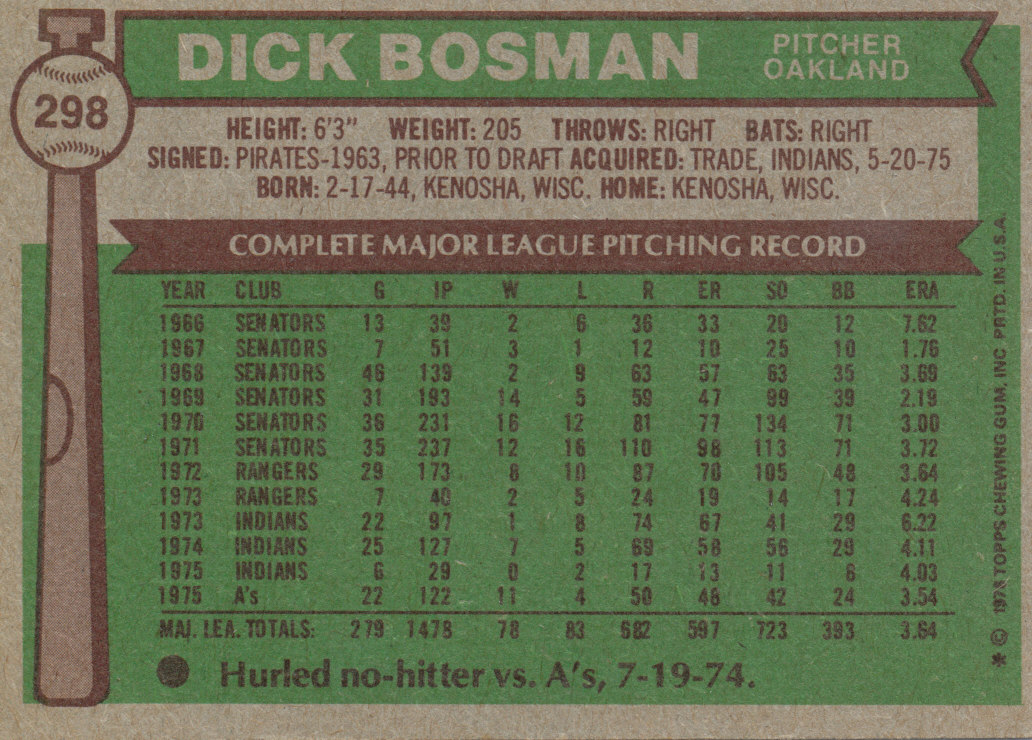 298
DICK BOSMAN
PITCHER
OAKLAND
HEIGHT: 6'3" WEIGHT: 205 THROWS: RIGHT BATS: RIGHT
SIGNED: PIRATES-1963, PRIOR TO DRAFT ACQUIRED: TRADE, INDIANS, 5-20-75
BORN: 2-17-44, KENOSHA, WISC. HOME: KENOSHA, WISC.
COMPLETE MAJOR LEAGUE PITCHING RECORD
YEAR CLUB G IP W L R ER SO BB ERA
1966 SENATORS 13 39 2 6 36 33 20 12 7.62
1967 SENATORS 7 51 3 1 12 10 25 10 1.76
1968 SENATORS 46 139 2 9 63 57 63 35 3.69
1969 SENATORS 31 193 14 5 59 47 99 39 2.19
1970 SENATORS 36 231 16 12 81 77 134 71 3.00
1971 SENATORS 35 237 12 16 110 98 113 71 3.72
1972 RANGERS 29 173 8 10 87 70 105 48 3.64
1973 RANGERS 7 40 2 5 24 19 14 17 4.24
1973 INDIANS 22 97 1 8 74 67 41 29 6.22
1974 INDIANS 25 127 7 5 69 58 56 29 4.11
1975 INDIANS 6 29 0 2 17 13 11 8 4.03
1975 A's 22 122 11 4 50 48 42 24 3.54
MAJ. LEA. TOTALS: 279 1478 78 83 682 597 723 393 3.64
Hurled no-hitter vs. A's, 7-19-74.
* © 1976 TOPPS CHEWING GUM, INC PRTD. IN U.S.A.